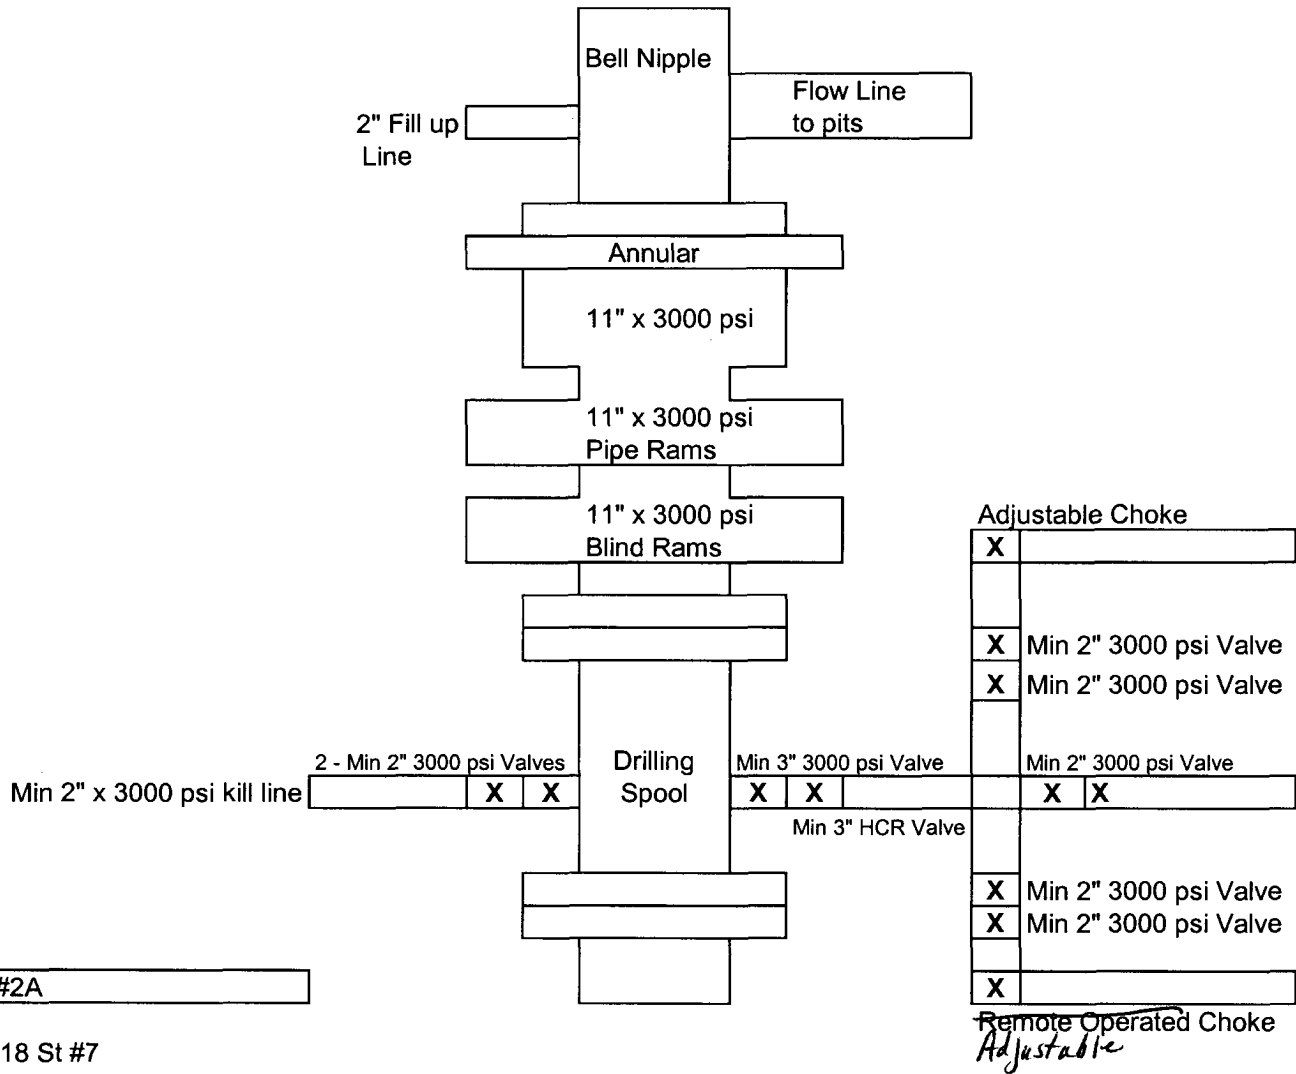 Bell Nipple
2" Fill up
Line
Flow Line
to pits
Annular
11" x 3000 psi
11" x 3000 psi
Pipe Rams
11" x 3000 psi
Blind Rams
Adjustable Choke
X
X Min 2" 3000 psi Valve
X Min 2" 3000 psi Valve
2 - Min 2" 3000 psi Valves
Drilling
Spool
Min 3" 3000 psi Valve
Min 2" 3000 psi Valve
Min 2" x 3000 psi kill line
X X
X X
X X
Min 3" HCR Valve
X Min 2" 3000 psi Valve
X Min 2" 3000 psi Valve
X
Remote Operated Choke
Adjustable
#2A
18 St #7